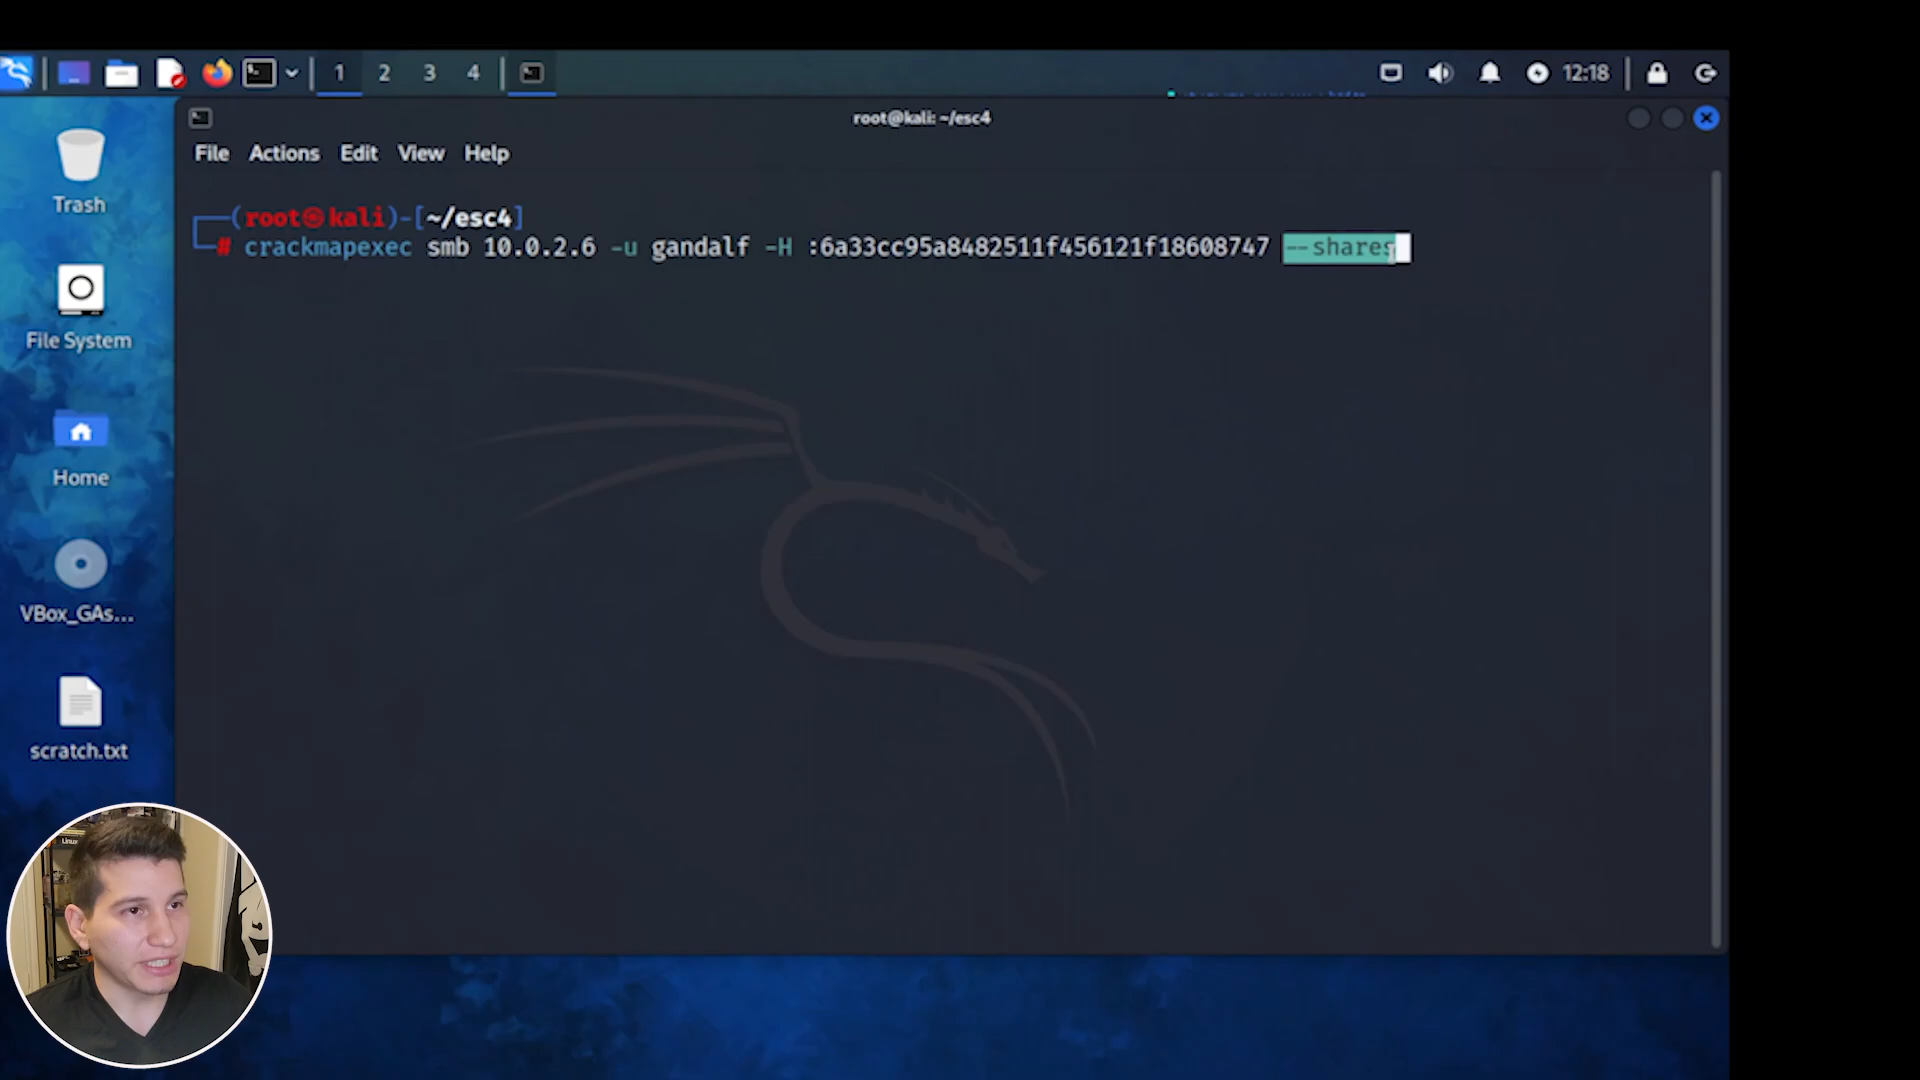 1 2 3 4
12:18
root@kali: ~/esc4
File Actions Edit View Help
Trash
File System
Home
VBox_GAs...
scratch.txt
(root㉿kali)-[~/esc4]
# crackmapexec smb 10.0.2.6 -u gandalf -H :6a33cc95a8482511f456121f18608747 --shares
Linux